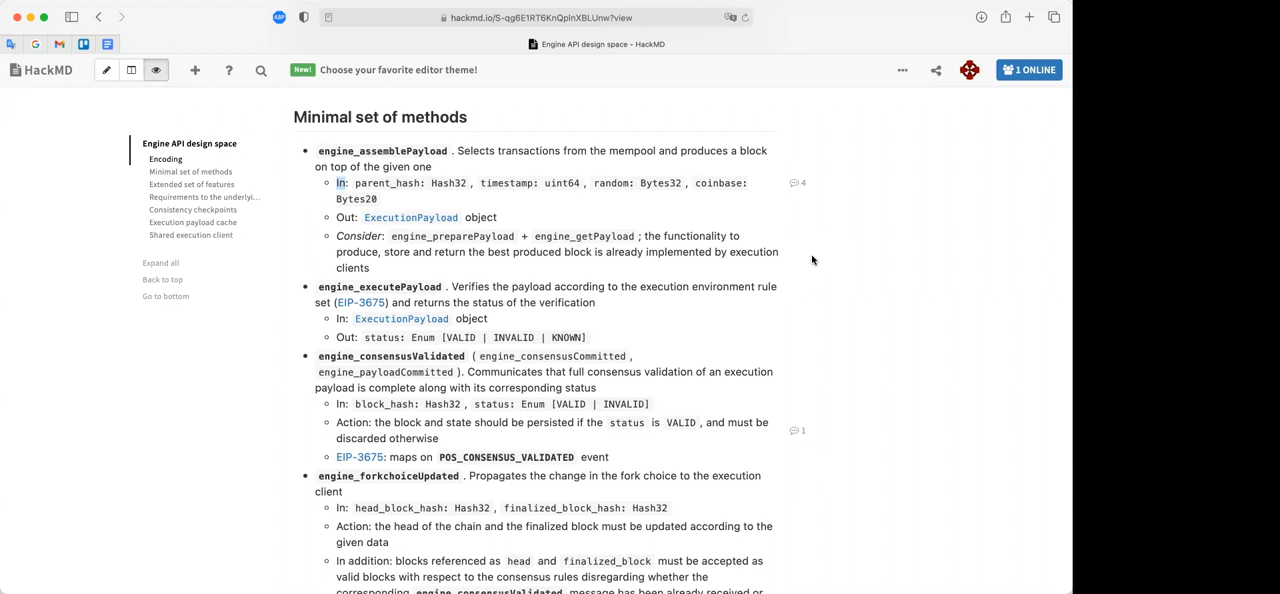 ABP
hackmd.io/S-qg6E1RT6KnQpInXBLUnw?view
Engine API design space - HackMD
HackMD
New! Choose your favorite editor theme!
1 ONLINE
Engine API design space
Encoding
Minimal set of methods
Extended set of features
Requirements to the underlyi...
Consistency checkpoints
Execution payload cache
Shared execution client
Expall all
Back to top
Go to bottom
Minimal set of methods
• engine_assemblePayload . Selects transactions from the mempool and produces a block
on top of the given one
◦ In: parent_hash: Hash32 , timestamp: uint64 , random: Bytes32 , coinbase:
Bytes20
4
◦ Out: ExecutionPayload object
◦ Consider: engine_preparePayload + engine_getPayload ; the functionality to
produce, store and return the best produced block is already implemented by execution
clients
• engine_executePayload . Verifies the payload according to the execution environment rule
set (EIP-3675) and returns the status of the verification
◦ In: ExecutionPayload object
◦ Out: status: Enum [VALID | INVALID | KNOWN]
• engine_consensusValidated ( engine_consensusCommitted ,
engine_payloadCommitted ). Communicates that full consensus validation of an execution
payload is complete along with its corresponding status
◦ In: block_hash: Hash32 , status: Enum [VALID | INVALID]
◦ Action: the block and state should be persisted if the status is VALID , and must be
discarded otherwise
1
◦ EIP-3675: maps on POS_CONSENSUS_VALIDATED event
• engine_forkchoiceUpdated . Propagates the change in the fork choice to the execution
client
◦ In: head_block_hash: Hash32 , finalized_block_hash: Hash32
◦ Action: the head of the chain and the finalized block must be updated according to the
given data
◦ In addition: blocks referenced as head and finalized_block must be accepted as
valid blocks with respect to the consensus rules disregarding whether the
corresponding engine_consensusValidated message has been already received or